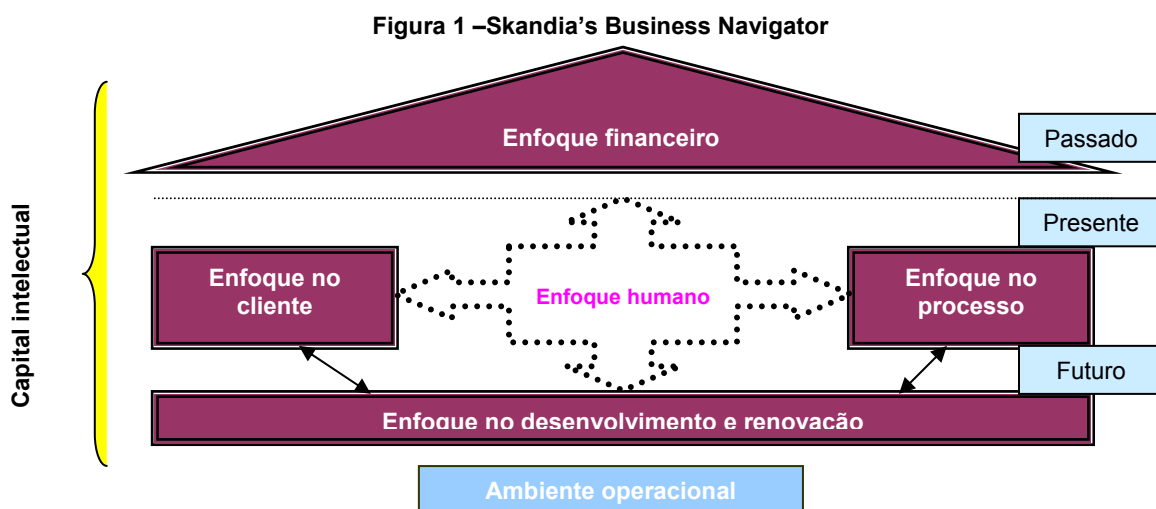 Figura 1 –Skandia's Business Navigator
Enfoque financeiro
Passado
Capital intelectual
Presente
Enfoque no
cliente
Enfoque humano
Enfoque no
processo
Futuro
Enfoque no desenvolvimento e renovação
Ambiente operacional